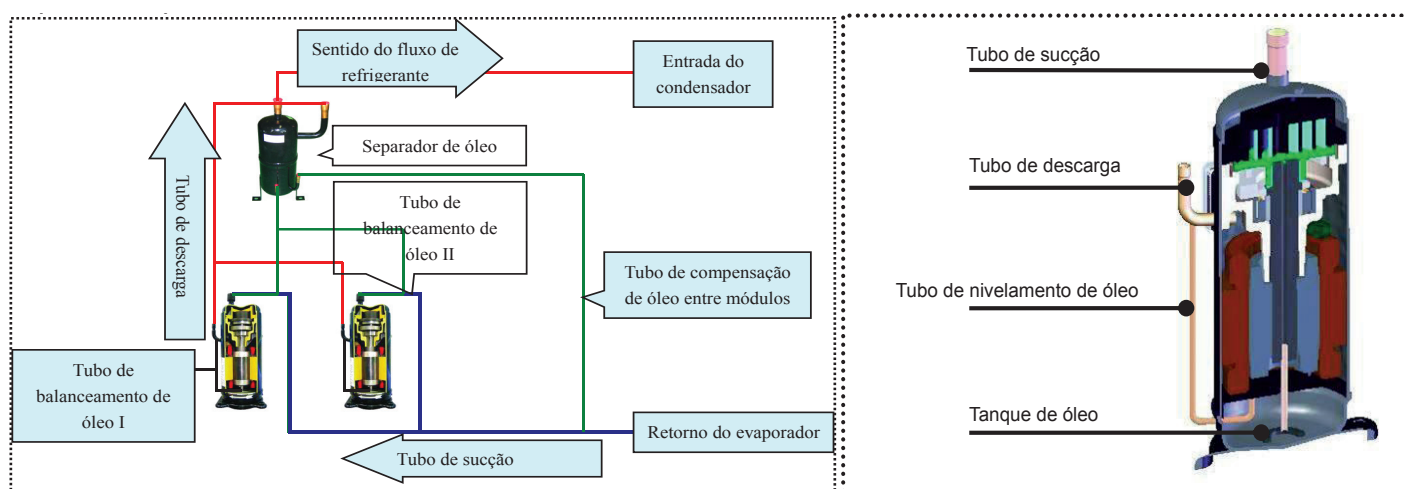 Sentido do fluxo de
refrigerante
Entrada do
condensador
Separador de óleo
Tubo de descarga
Tubo de
balanceamento de
óleo II
Tubo de compensação
de óleo entre módulos
Tubo de
balanceamento de
óleo I
Retorno do evaporador
Tubo de sucção
Tubo de sucção
Tubo de descarga
Tubo de nivelamento de óleo
Tanque de óleo